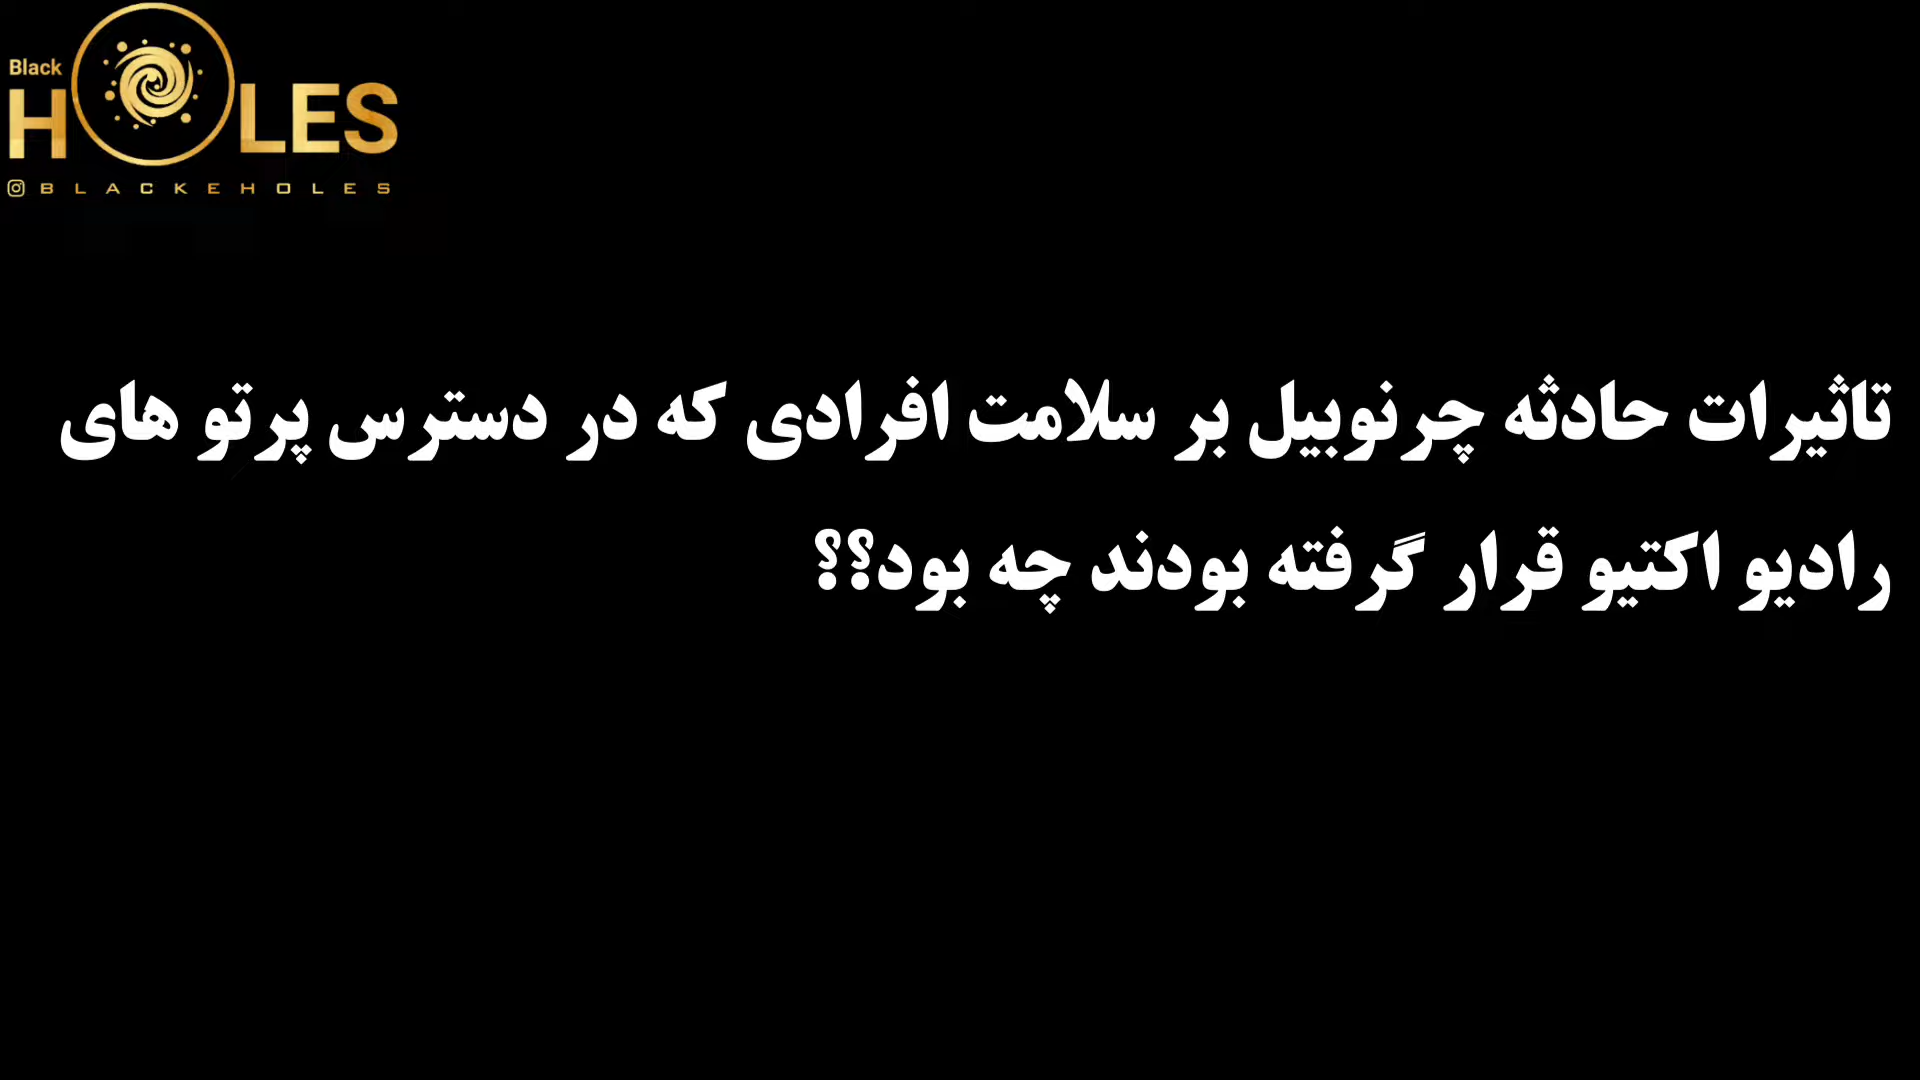 Black
HOLES
@BLACKEHOLES
تاثیرات حادثه چرنوبیل بر سلامت افرادی که در دسترس پرتو های
رادیو اکتیو قرار گرفته بودند چه بود؟؟